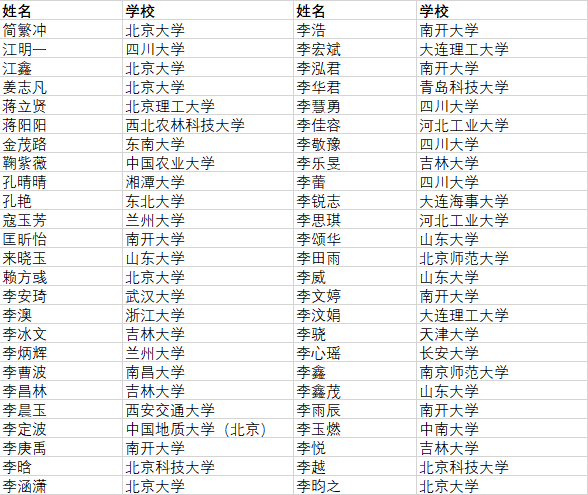 姓名 学校 姓名 学校
简繁冲 北京大学 李浩 南开大学
江明一 四川大学 李宏斌 大连理工大学
江鑫 北京大学 李泓君 南开大学
姜志凡 北京大学 李华君 青岛科技大学
蒋立贤 北京理工大学 李慧勇 四川大学
蒋阳阳 西北农林科技大学 李佳容 河北工业大学
金茂路 东南大学 李敬豫 四川大学
鞠紫薇 中国农业大学 李乐旻 吉林大学
孔晴晴 湘潭大学 李蕾 四川大学
孔艳 东北大学 李锐志 大连海事大学
寇玉芳 兰州大学 李思琪 河北工业大学
匡昕怡 南开大学 李颂华 山东大学
来晓玉 山东大学 李田雨 北京师范大学
赖方彧 北京大学 李威 山东大学
李安琦 武汉大学 李文婷 南开大学
李澳 浙江大学 李汶娟 大连理工大学
李冰文 吉林大学 李骁 天津大学
李炳辉 兰州大学 李心瑶 长安大学
李曹波 南昌大学 李鑫 南京师范大学
李昌林 吉林大学 李鑫茂 山东大学
李晨玉 西安交通大学 李雨辰 南开大学
李定波 中国地质大学（北京） 李玉燃 中南大学
李庚禹 南开大学 李悦 吉林大学
李晗 北京科技大学 李越 北京科技大学
李涵潇 北京大学 李昀之 北京大学